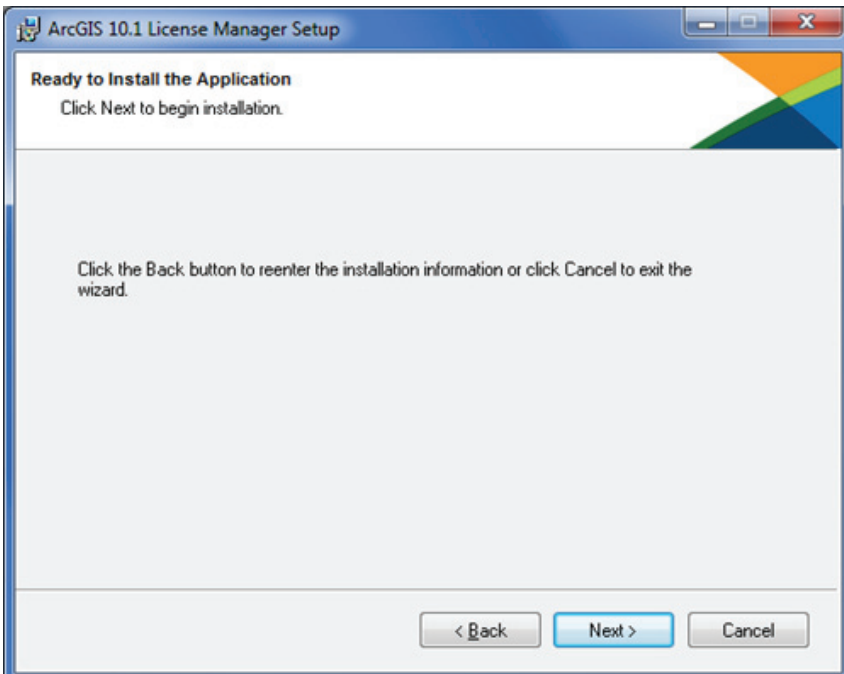 ArcGIS 10.1 License Manager Setup
Ready to Install the Application
Click Next to begin installation.
Click the Back button to reenter the installation information or click Cancel to exit the
wizard.
< Back
Next >
Cancel